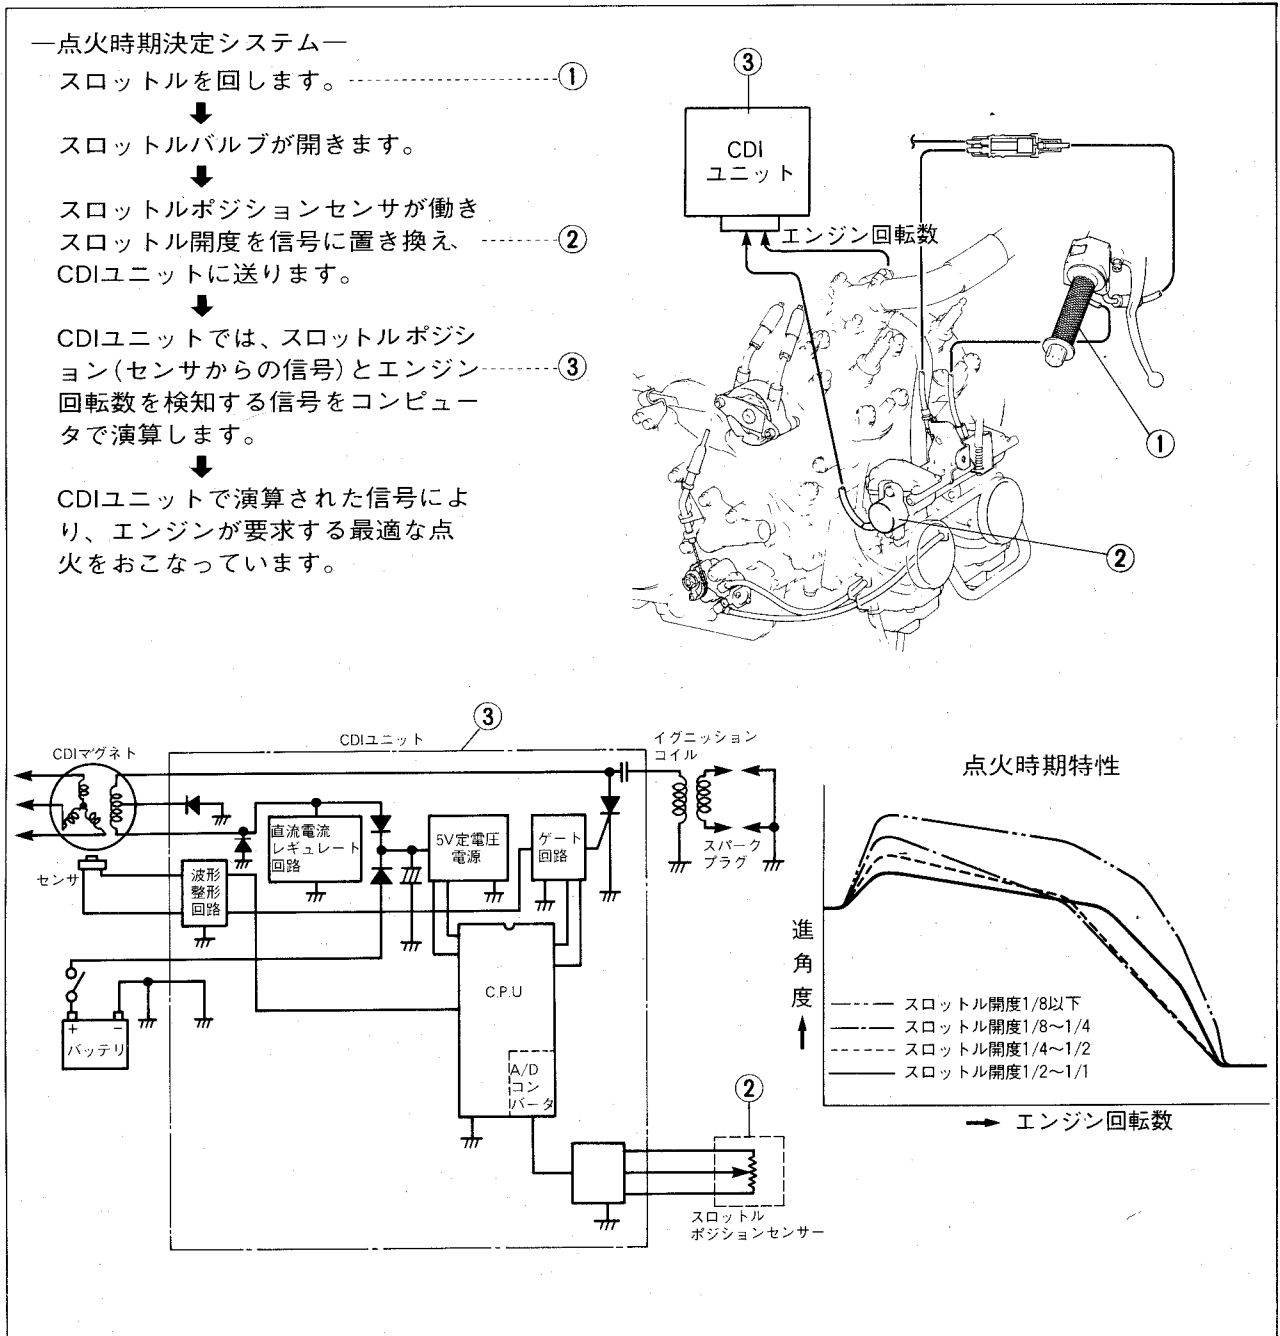 ―点火時期決定システム―
スロットルを回します。 ①
スロットルバルブが開きます。
スロットルポジションセンサが働き
スロットル開度を信号に置き換え、 ②
CDIユニットに送ります。
CDIユニットでは、スロットルポジシ
ョン(センサからの信号)とエンジン ③
回転数を検知する信号をコンピュー
タで演算します。
CDIユニットで演算された信号によ
り、エンジンが要求する最適な点
火をおこなっています。
③
CDI
ユニット
エンジン回転数
①
②
③
CDIマグネト
CDIユニット
イグニッション
コイル
直流電流
レギュレート
回路
5V定電圧
電源
ゲート
回路
スパーク
プラグ
センサ
波形
整形
回路
C.P.U
+ −
バッテリ
A/D
コン
バータ
②
スロットル
ポジションセンサー
点火時期特性
進角度
スロットル開度1/8以下
スロットル開度1/8〜1/4
スロットル開度1/4〜1/2
スロットル開度1/2〜1/1
エンジン回転数